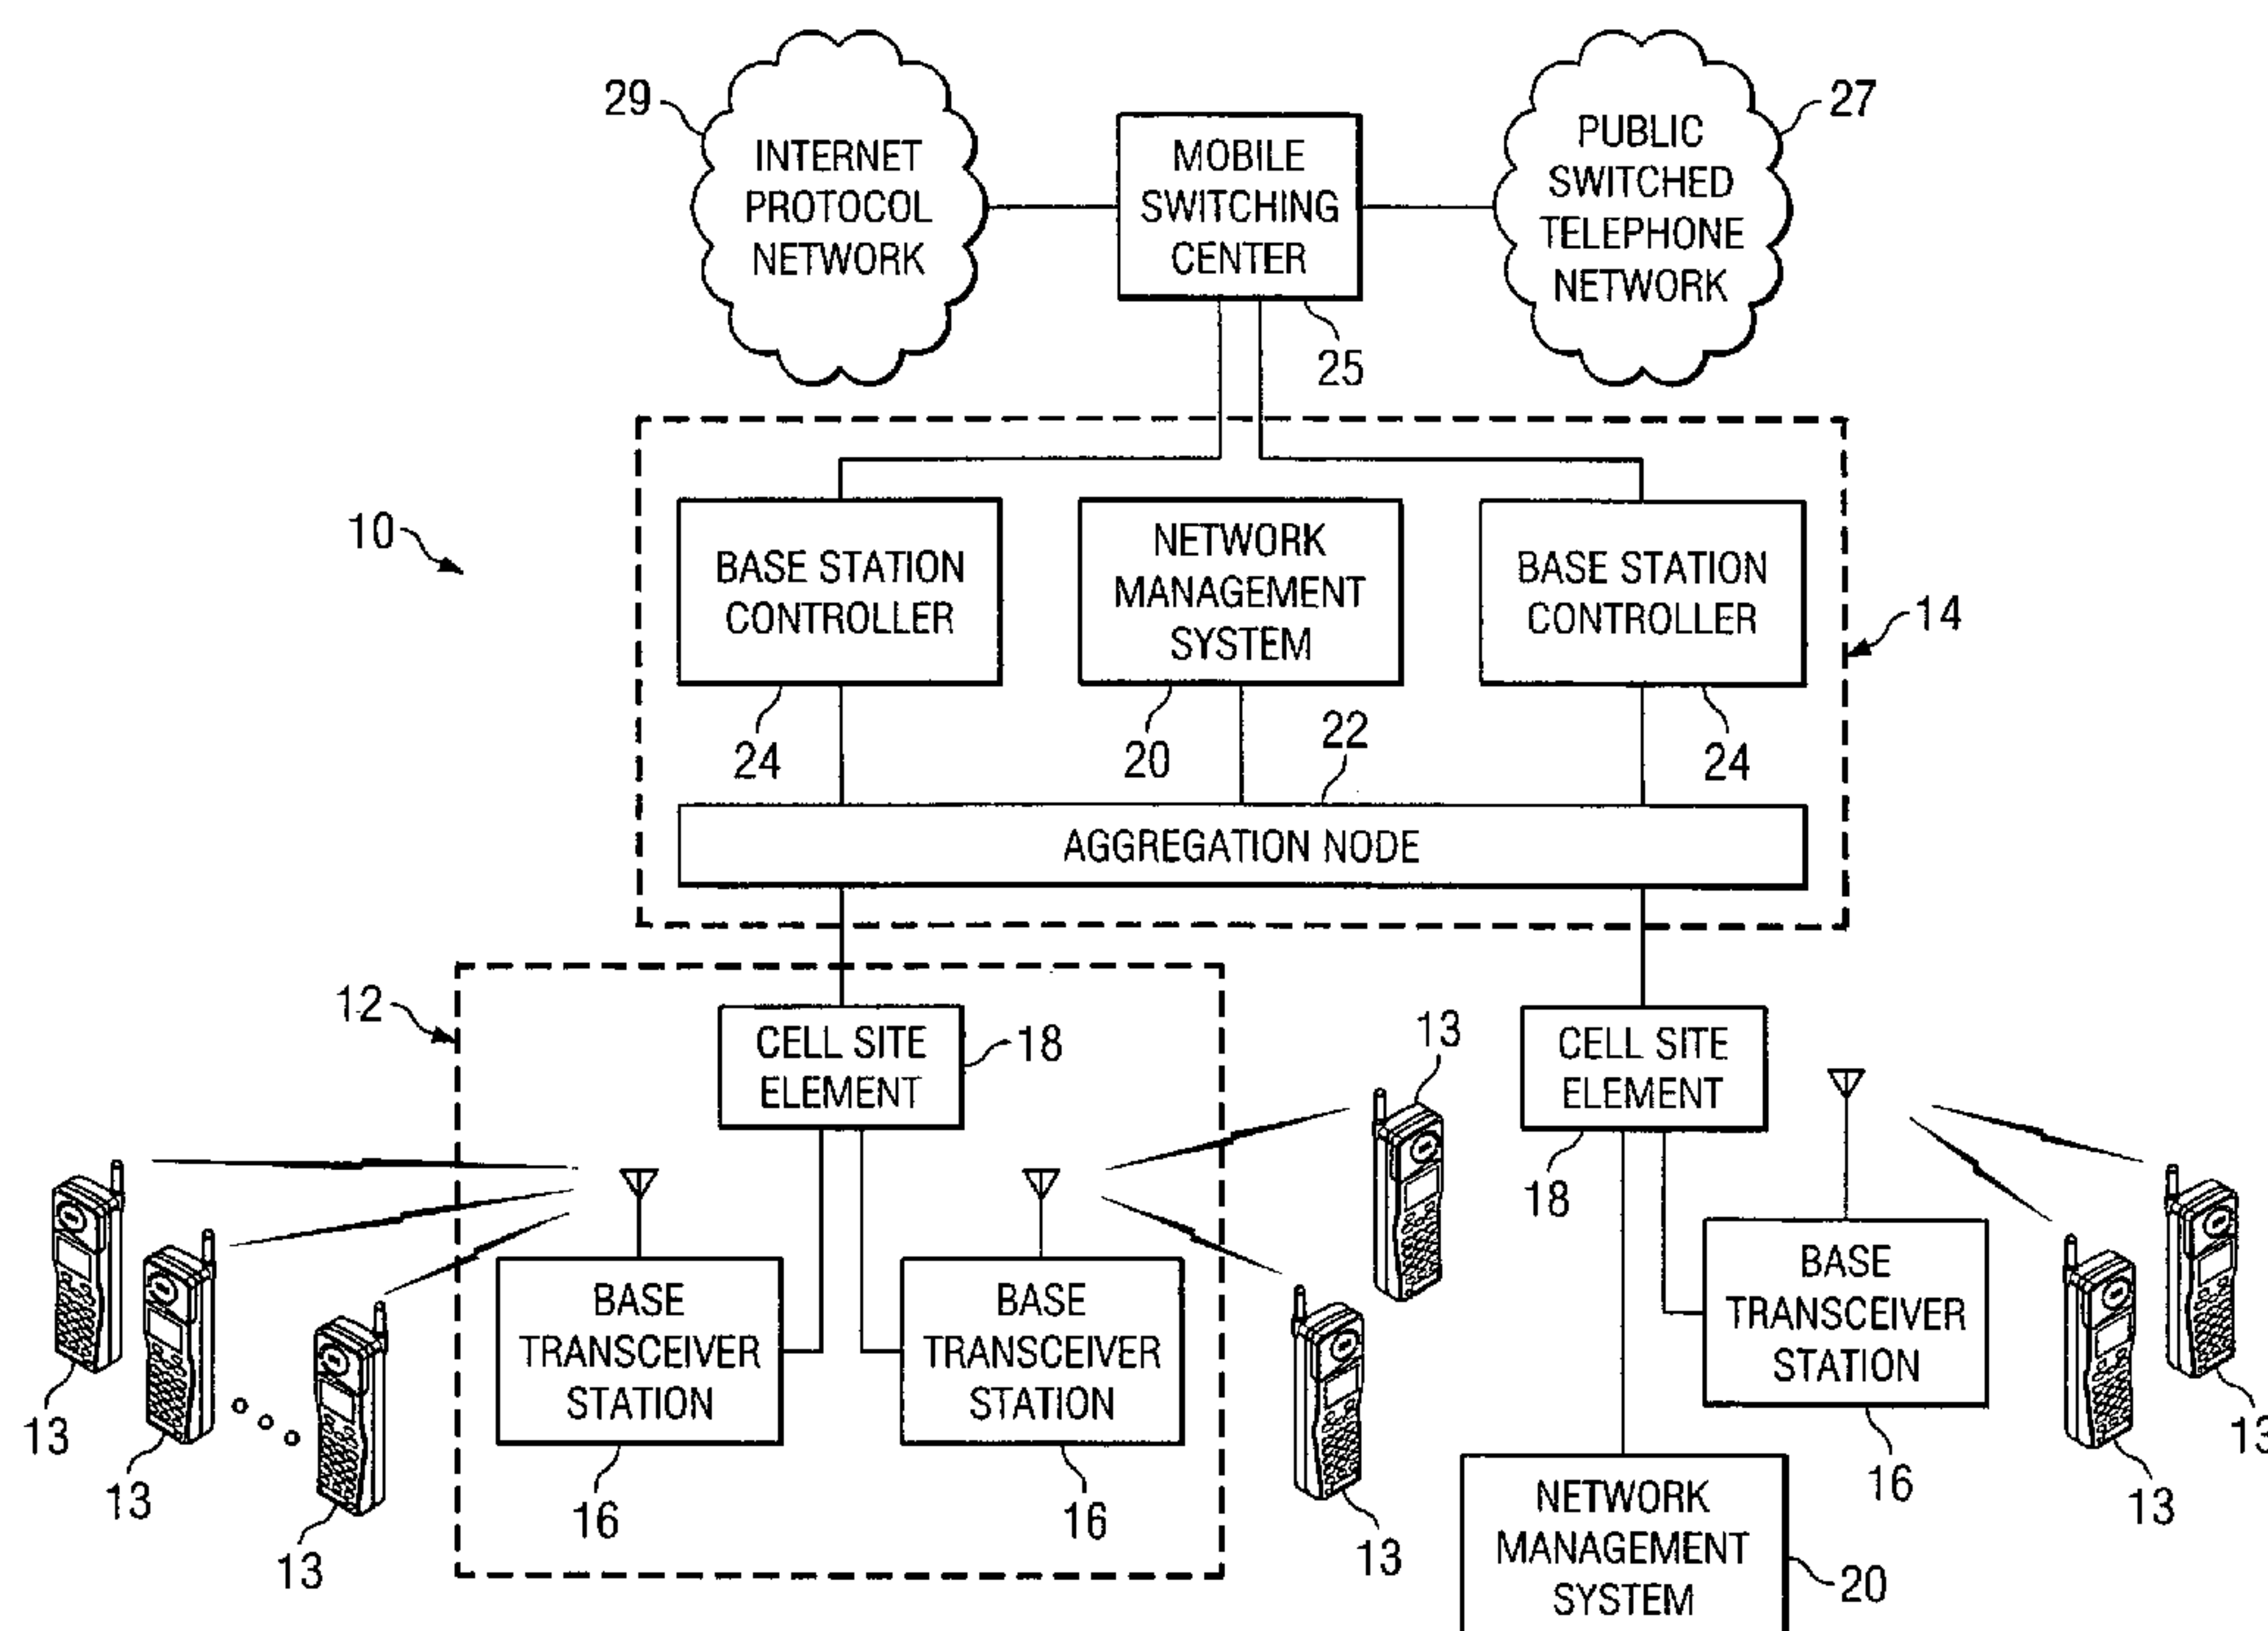 29
INTERNET
PROTOCOL
NETWORK
MOBILE
SWITCHING
CENTER
25
PUBLIC
SWITCHED
TELEPHONE
NETWORK
27
10
14
BASE STATION
CONTROLLER
24
NETWORK
MANAGEMENT
SYSTEM
20
BASE STATION
CONTROLLER
24
22
AGGREGATION NODE
12
CELL SITE
ELEMENT
18
BASE
TRANSCEIVER
STATION
16
BASE
TRANSCEIVER
STATION
16
13
13
13
13
13
CELL SITE
ELEMENT
18
BASE
TRANSCEIVER
STATION
16
13
13
NETWORK
MANAGEMENT
SYSTEM
20